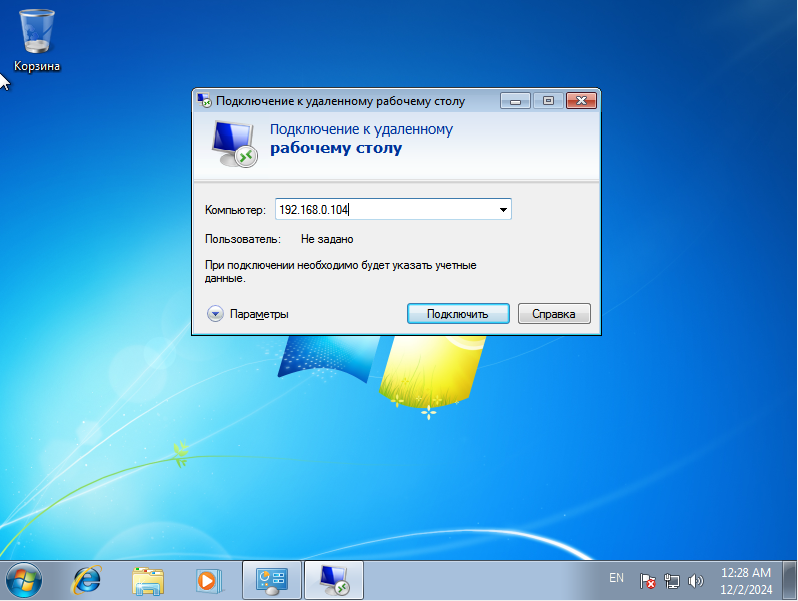 Корзина
Подключение к удаленному рабочему столу
Подключение к удаленному
рабочему столу
Компьютер: 192.168.0.104
Пользователь: Не задано
При подключении необходимо будет указать учетные
данные.
Параметры Подключить Справка
EN 12:28 AM
12/2/2024